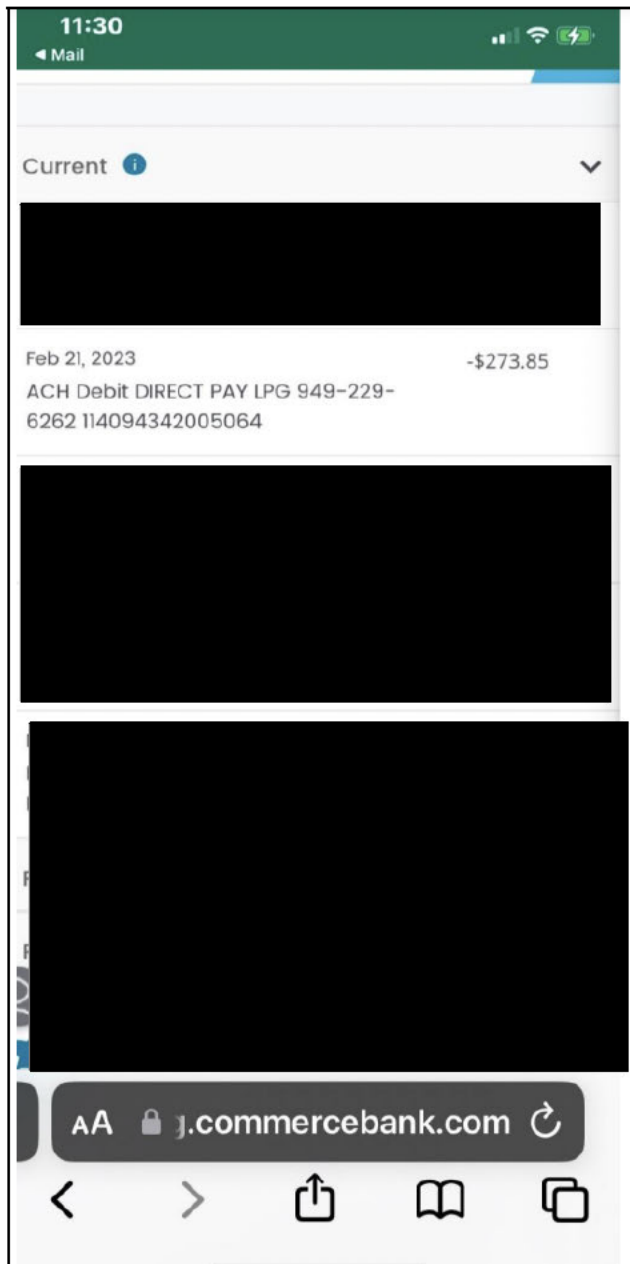 11:30
Mail
Current
Feb 21, 2023
-$273.85
ACH Debit DIRECT PAY LPG 949-229-
6262 114094342005064
AA
.commercebank.com